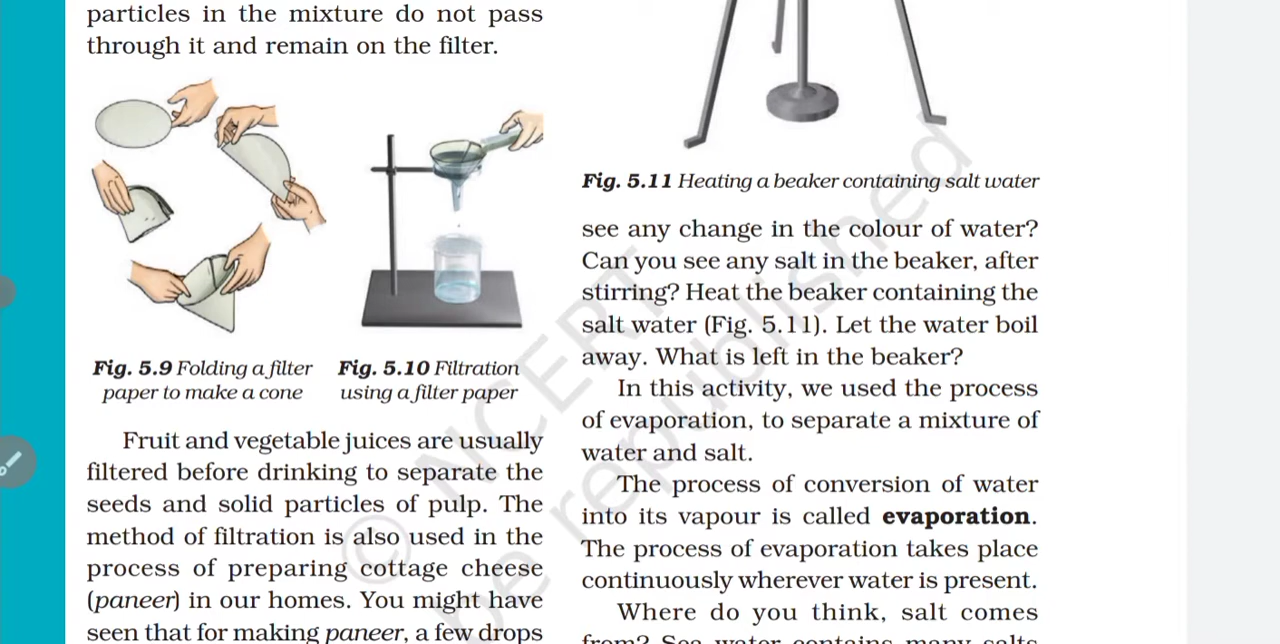 particles in the mixture do not pass
through it and remain on the filter.
Fig. 5.9 Folding a filter
paper to make a cone
Fig. 5.10 Filtration
using a filter paper
Fruit and vegetable juices are usually
filtered before drinking to separate the
seeds and solid particles of pulp. The
method of filtration is also used in the
process of preparing cottage cheese
(paneer) in our homes. You might have
seen that for making paneer, a few drops
Fig. 5.11 Heating a beaker containing salt water
see any change in the colour of water?
Can you see any salt in the beaker, after
stirring? Heat the beaker containing the
salt water (Fig. 5.11). Let the water boil
away. What is left in the beaker?
In this activity, we used the process
of evaporation, to separate a mixture of
water and salt.
The process of conversion of water
into its vapour is called evaporation.
The process of evaporation takes place
continuously wherever water is present.
Where do you think, salt comes
from? Sea water contains many salts
© NCERT
be republished